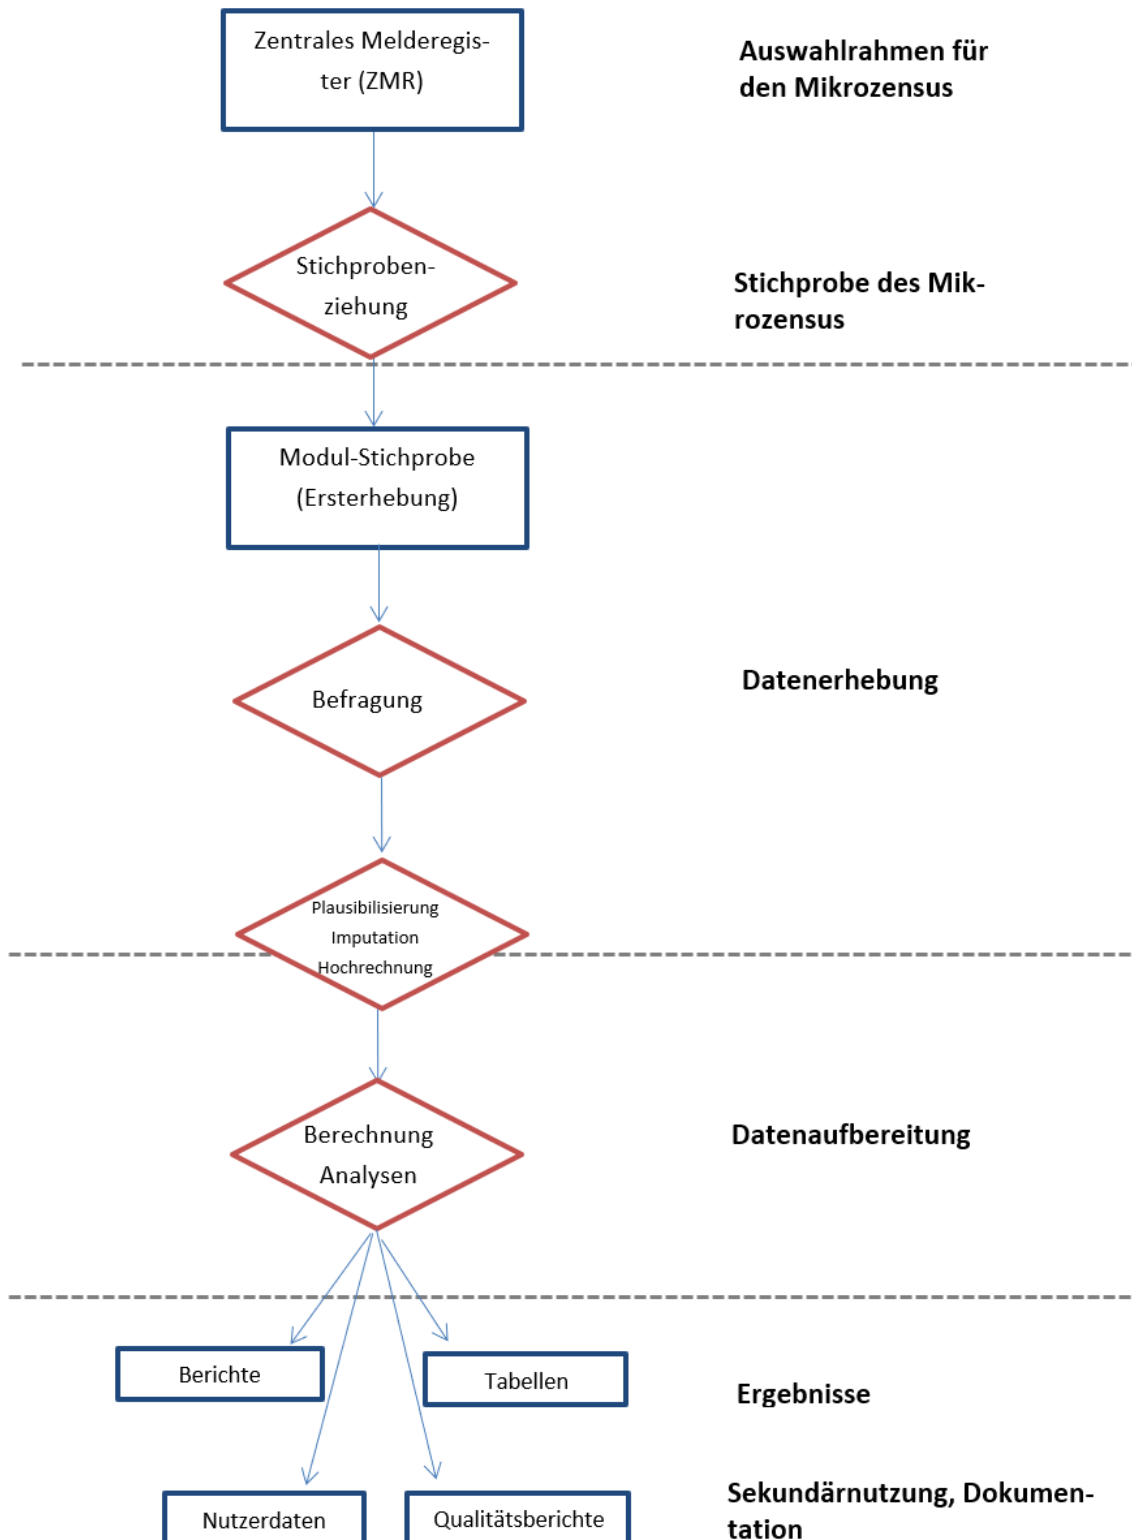 Zentrales Melderegis-
ter (ZMR)
Auswahlrahmen für
den Mikrozensus
Stichproben-
ziehung
Stichprobe des Mik-
rozensus
Modul-Stichprobe
(Ersterhebung)
Befragung
Datenerhebung
Plausibilisierung
Imputation
Hochrechnung
Berechnung
Analysen
Datenaufbereitung
Berichte
Tabellen
Ergebnisse
Nutzerdaten
Qualitätsberichte
Sekundärnutzung, Dokumen-
tation